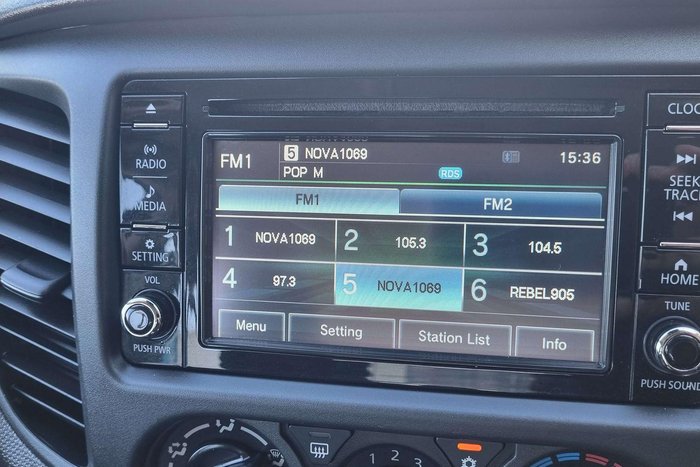 RADIO
MEDIA
SETTING
VOL
PUSH PWR
FM1
5 NOVA1069
POP M
RDS
15:36
FM1 FM2
1 NOVA1069 2 105.3 3 104.5
4 97.3 5 NOVA1069 6 REBEL905
Menu Setting Station List Info
CLOC
SEEK
TRACK
HOME
TUNE
PUSH SOUND
1 2 3